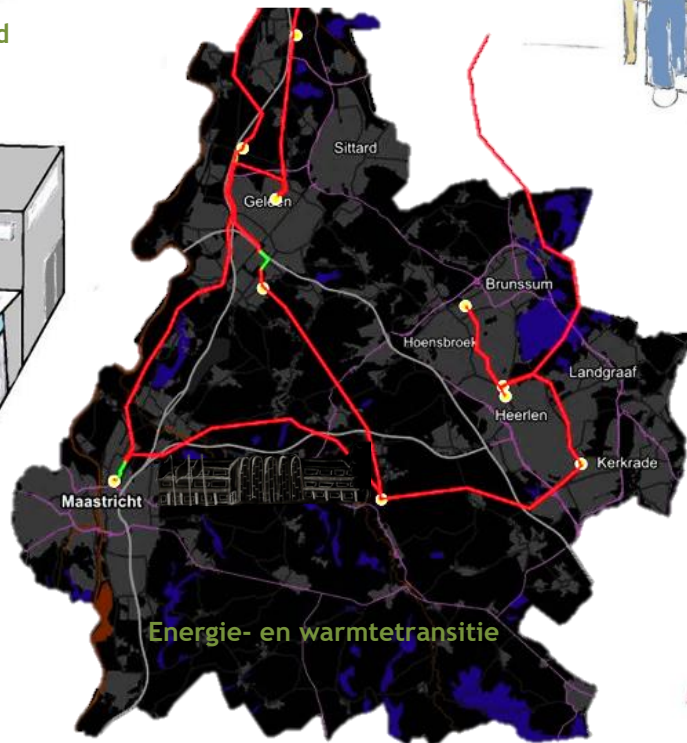 d
Sittard
Geleen
Brunssum
Hoensbroek
Landgraaf
Heerlen
Kerkrade
Maastricht
Energie- en warmtetransitie